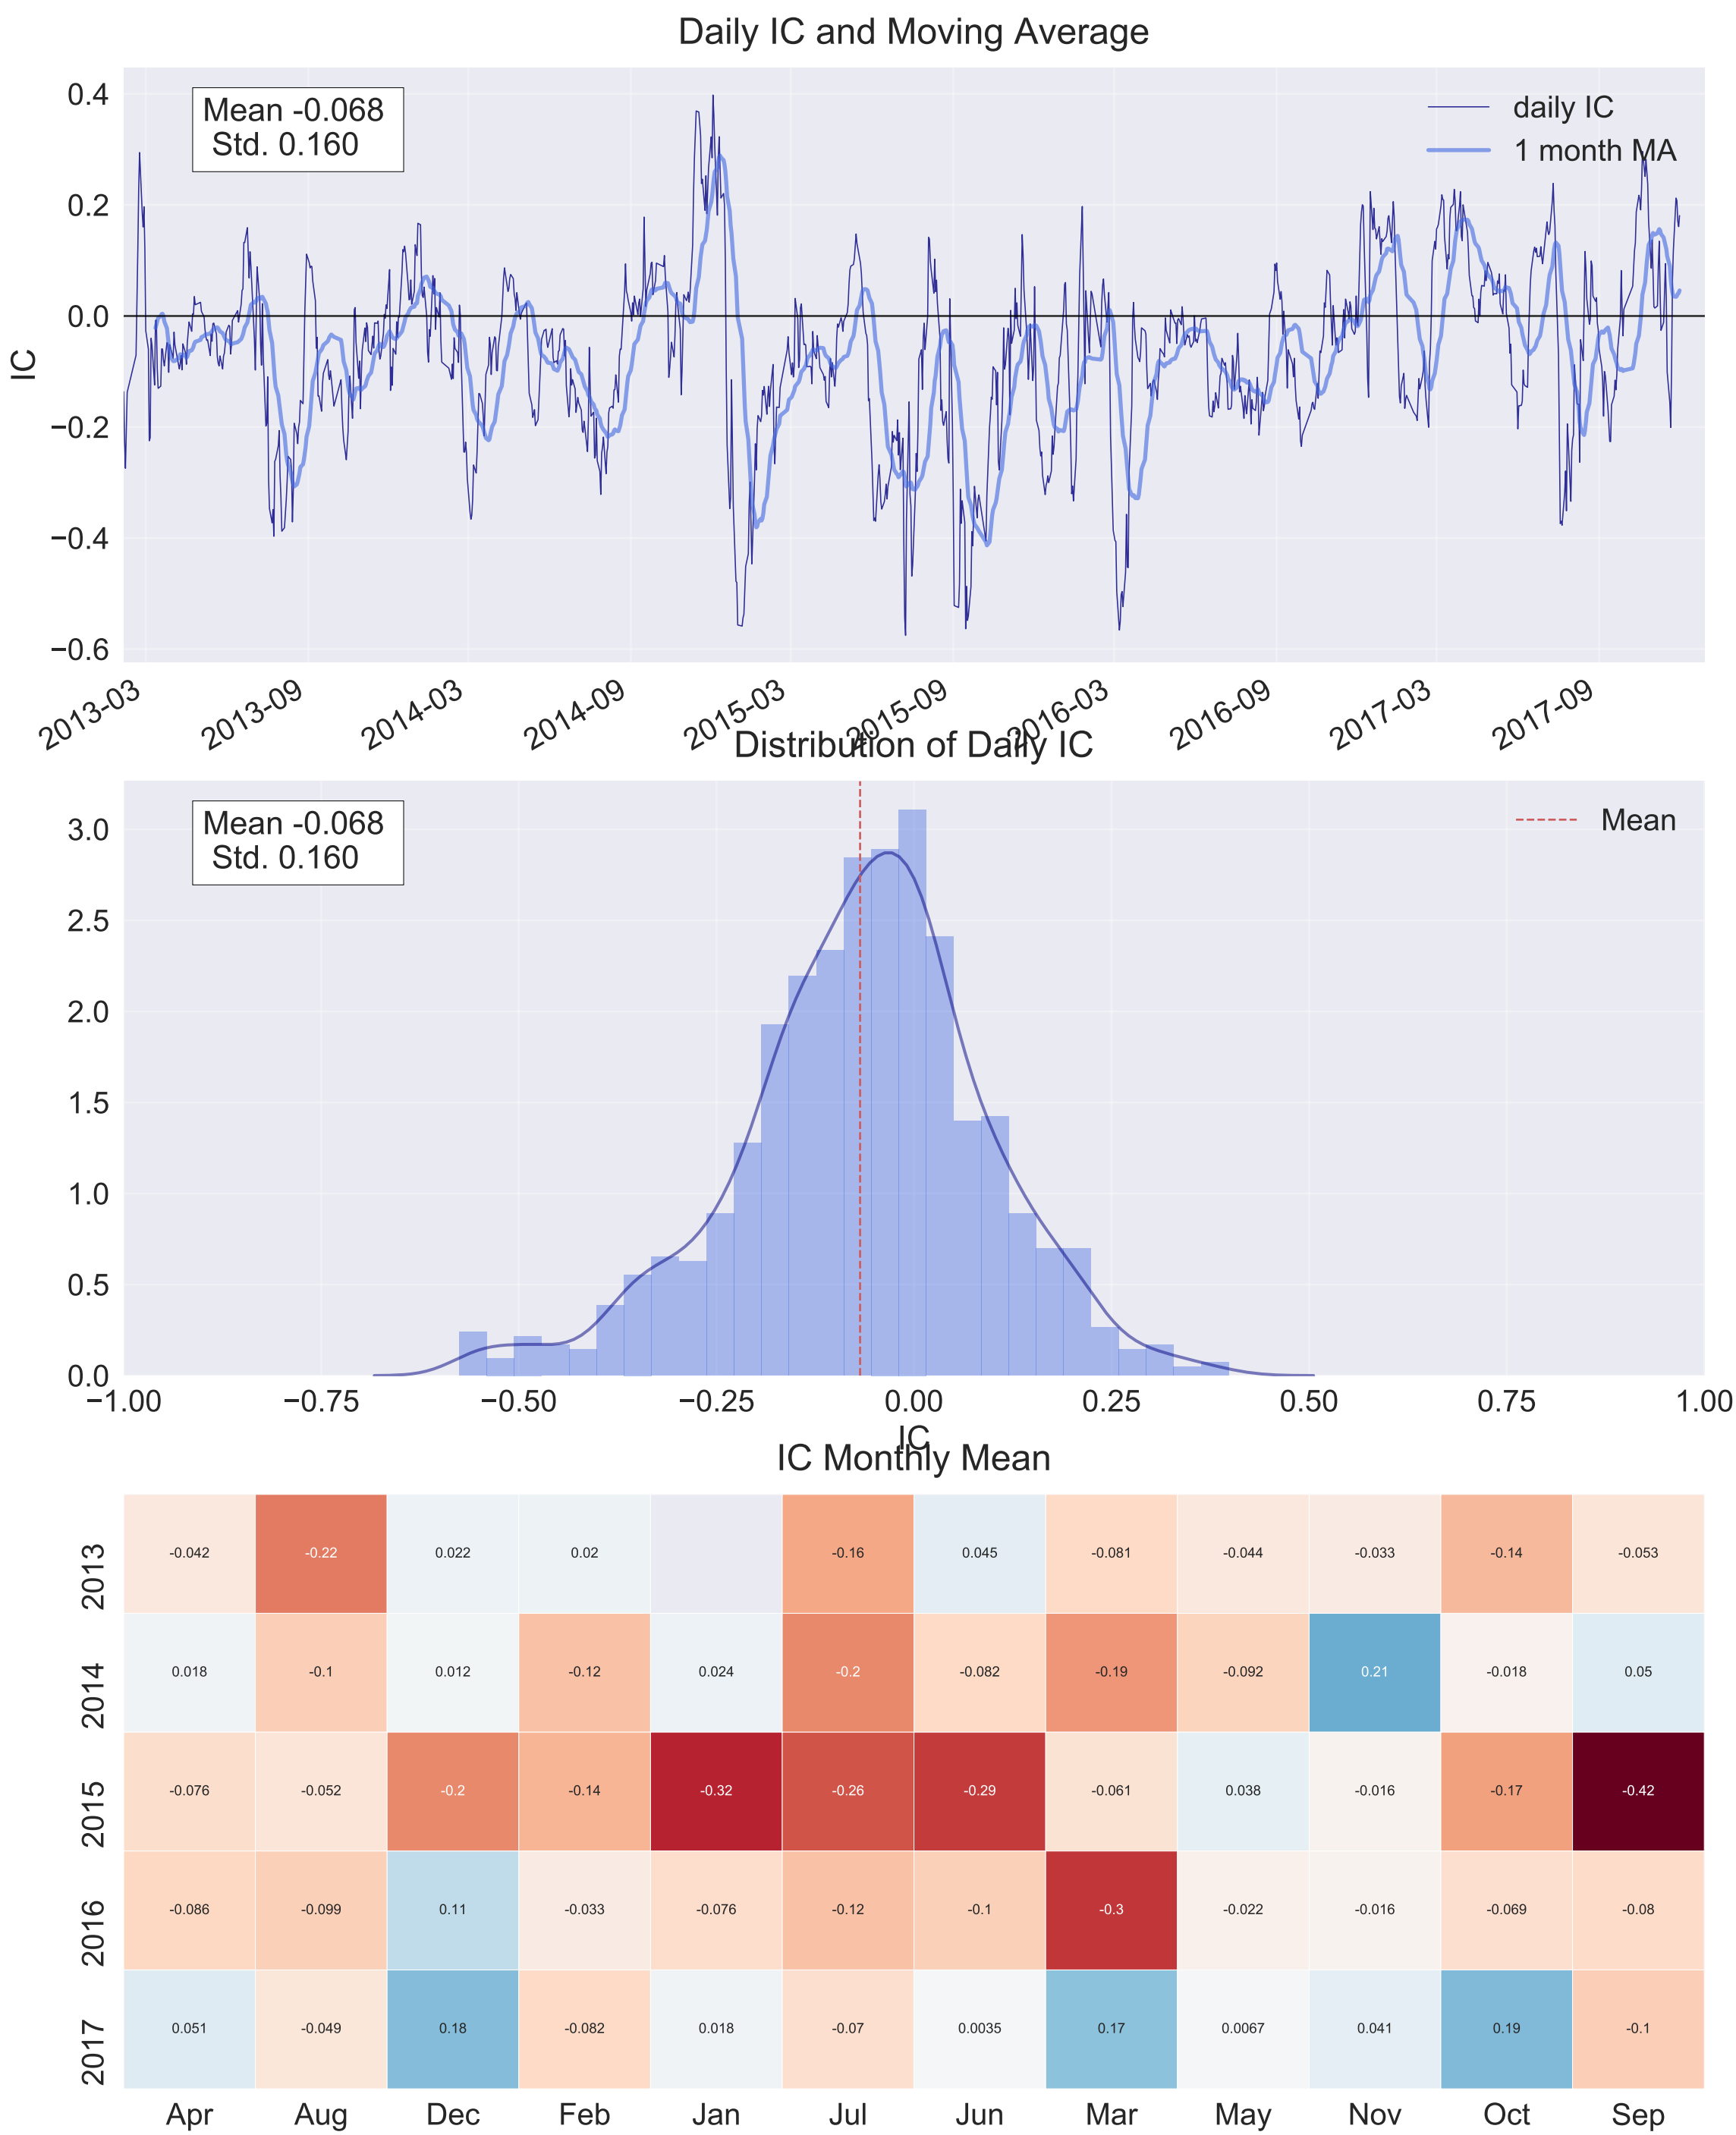 Daily IC and Moving Average
Mean -0.068
Std. 0.160
daily IC
1 month MA
0.4
0.2
0.0
−0.2
−0.4
−0.6
IC
2013-03 2013-09 2014-03 2014-09 2015-03 2015-09 2016-03 2016-09 2017-03 2017-09
Distribution of Daily IC
Mean -0.068
Std. 0.160
Mean
3.0
2.5
2.0
1.5
1.0
0.5
0.0
−1.00 −0.75 −0.50 −0.25 0.00 0.25 0.50 0.75 1.00
IC
IC Monthly Mean
2013 -0.042 -0.22 0.022 0.02 -0.16 0.045 -0.081 -0.044 -0.033 -0.14 -0.053
2014 0.018 -0.1 0.012 -0.12 0.024 -0.2 -0.082 -0.19 -0.092 0.21 -0.018 0.05
2015 -0.076 -0.052 -0.2 -0.14 -0.32 -0.26 -0.29 -0.061 0.038 -0.016 -0.17 -0.42
2016 -0.086 -0.099 0.11 -0.033 -0.076 -0.12 -0.1 -0.3 -0.022 -0.016 -0.069 -0.08
2017 0.051 -0.049 0.18 -0.082 0.018 -0.07 0.0035 0.17 0.0067 0.041 0.19 -0.1
Apr Aug Dec Feb Jan Jul Jun Mar May Nov Oct Sep